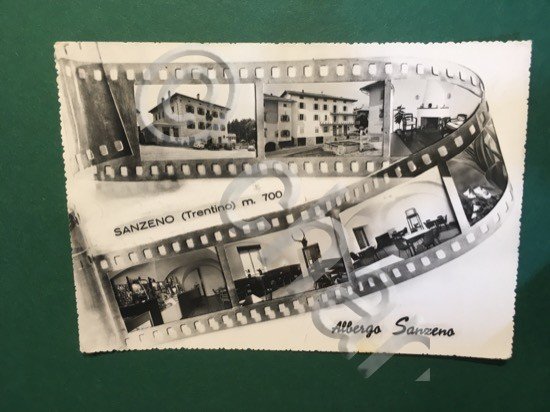 SANZENO (Trentino) m. 700
Albergo Sanzeno